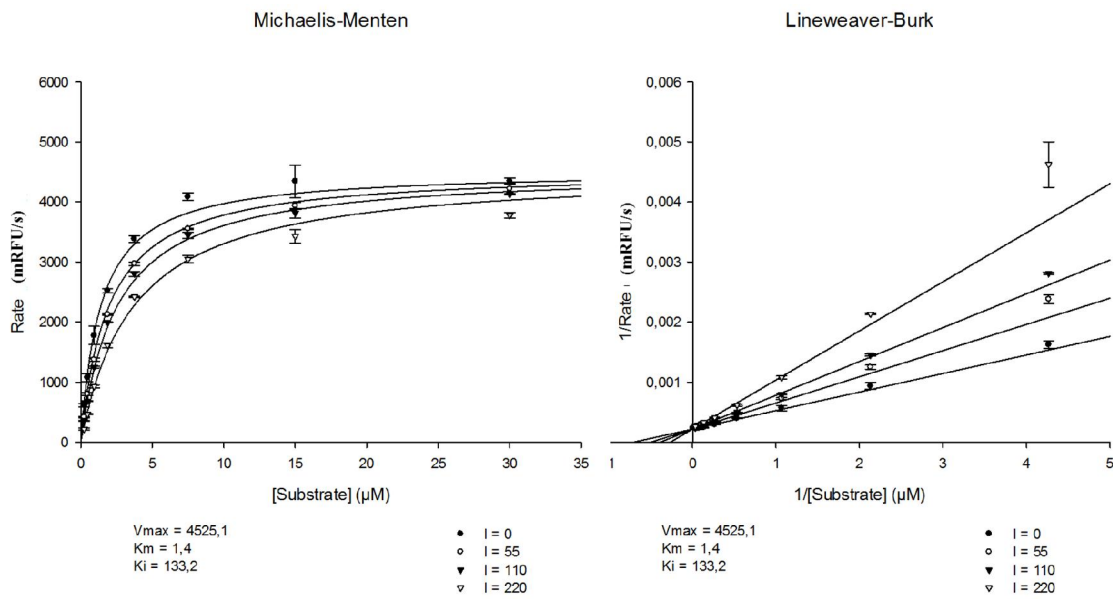 Michaelis-Menten
6000
5000
4000
3000
2000
1000
0
Rate (mRFU/s)
0 5 10 15 20 25 30 35
[Substrate] (µM)
Vmax = 4525,1
Km = 1,4
Ki = 133,2
I = 0
I = 55
I = 110
I = 220
Lineweaver-Burk
0,006
0,005
0,004
0,003
0,002
0,001
1/Rate (mRFU/s)
1 0 1 2 3 4 5
1/[Substrate] (µM)
Vmax = 4525,1
Km = 1,4
Ki = 133,2
I = 0
I = 55
I = 110
I = 220